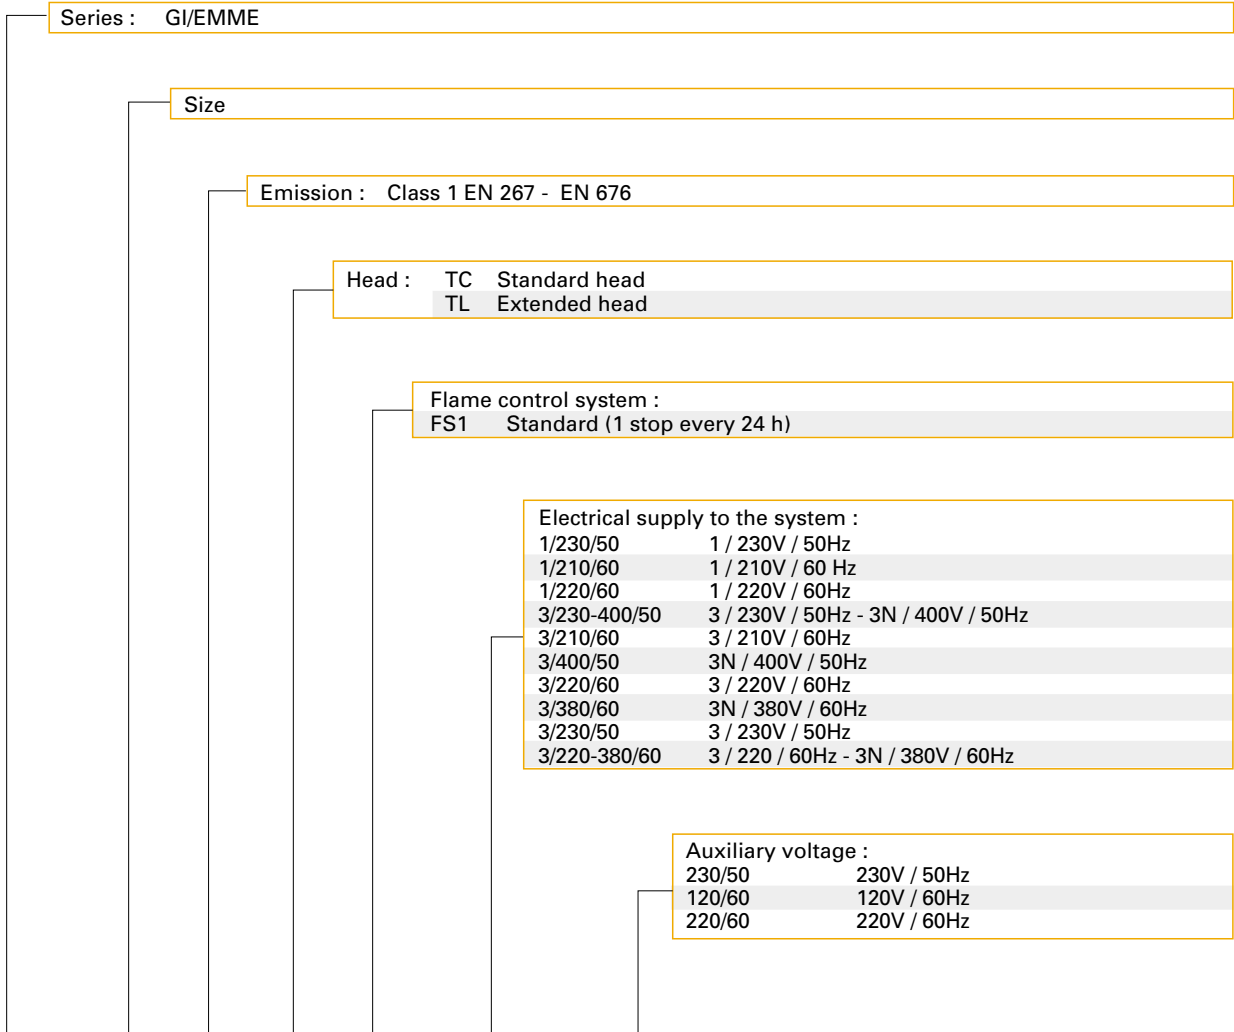 Series : GI/EMME
Size
Emission : Class 1 EN 267 - EN 676
Head : TC Standard head
TL Extended head
Flame control system :
FS1 Standard (1 stop every 24 h)
Electrical supply to the system :
1/230/50 1 / 230V / 50Hz
1/210/60 1 / 210V / 60 Hz
1/220/60 1 / 220V / 60Hz
3/230-400/50 3 / 230V / 50Hz - 3N / 400V / 50Hz
3/210/60 3 / 210V / 60Hz
3/400/50 3N / 400V / 50Hz
3/220/60 3 / 220V / 60Hz
3/380/60 3N / 380V / 60Hz
3/230/50 3 / 230V / 50Hz
3/220-380/60 3 / 220 / 60Hz - 3N / 380V / 60Hz
Auxiliary voltage :
230/50 230V / 50Hz
120/60 120V / 60Hz
220/60 220V / 60Hz